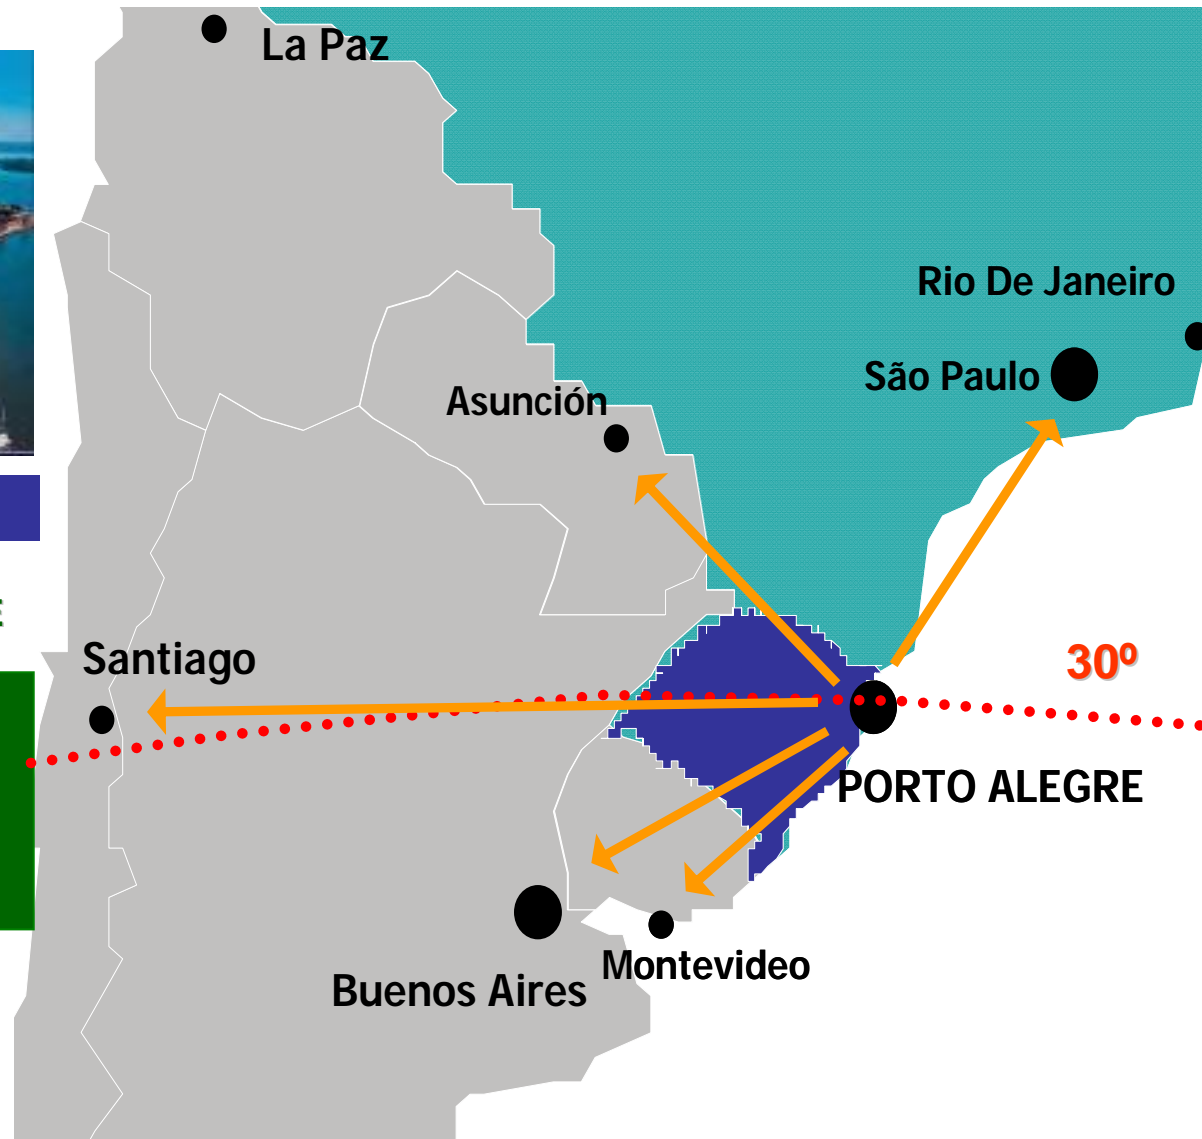 La Paz
Rio De Janeiro
São Paulo
Asunción
E
Santiago
30º
PORTO ALEGRE
Montevideo
Buenos Aires